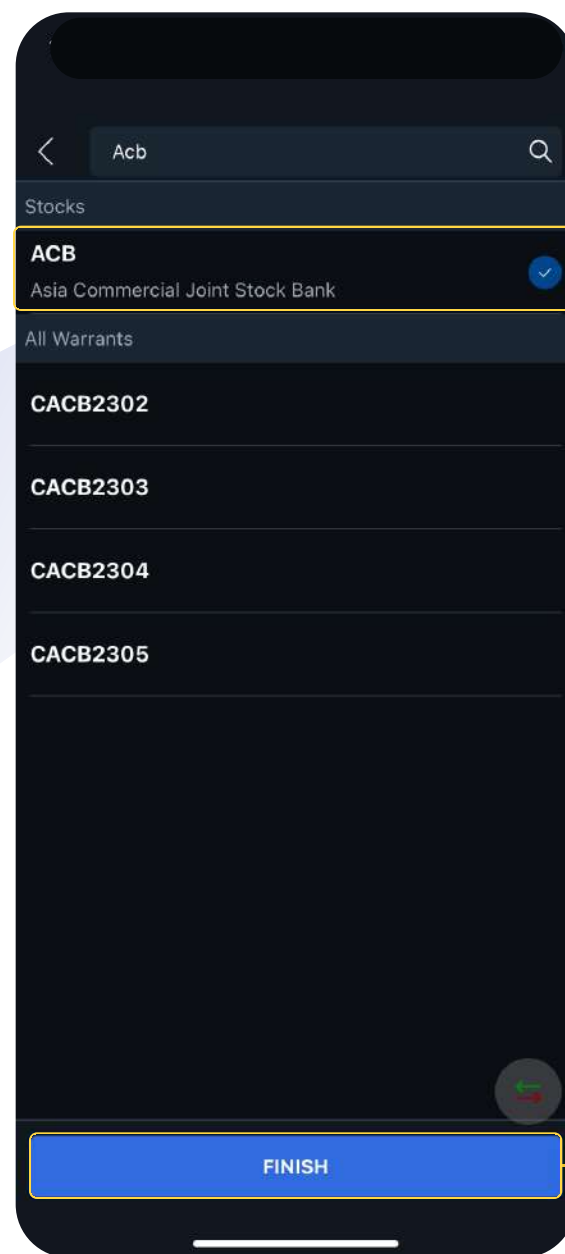 Acb
Stocks
ACB
Asia Commercial Joint Stock Bank
All Warrants
CACB2302
CACB2303
CACB2304
CACB2305
FINISH